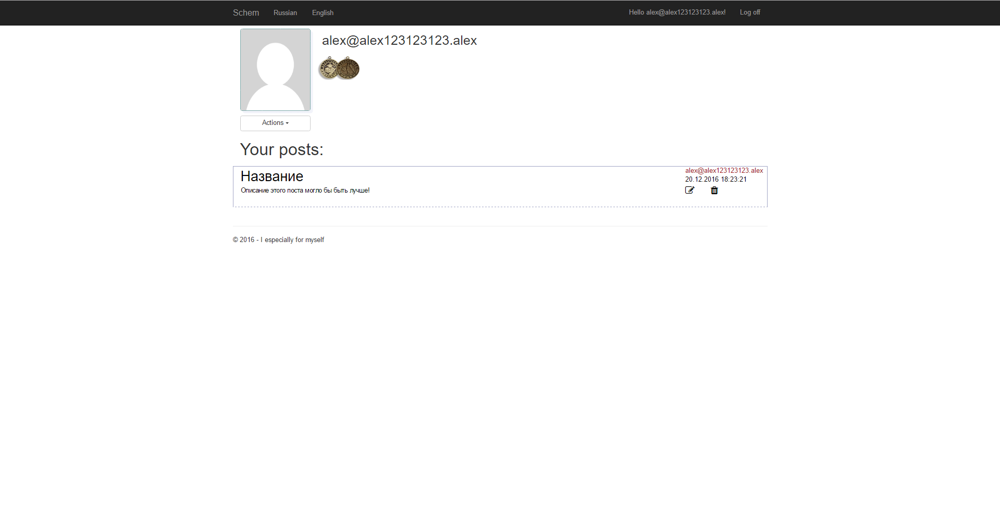 Schem Russian English Hello alex@alex123123123.alex! Log off
alex@alex123123123.alex
Actions
Your posts:
Название
alex@alex123123123.alex
20.12.2016 18:23:21
Описание этого поста могло бы быть лучше!
© 2016 - I especially for myself